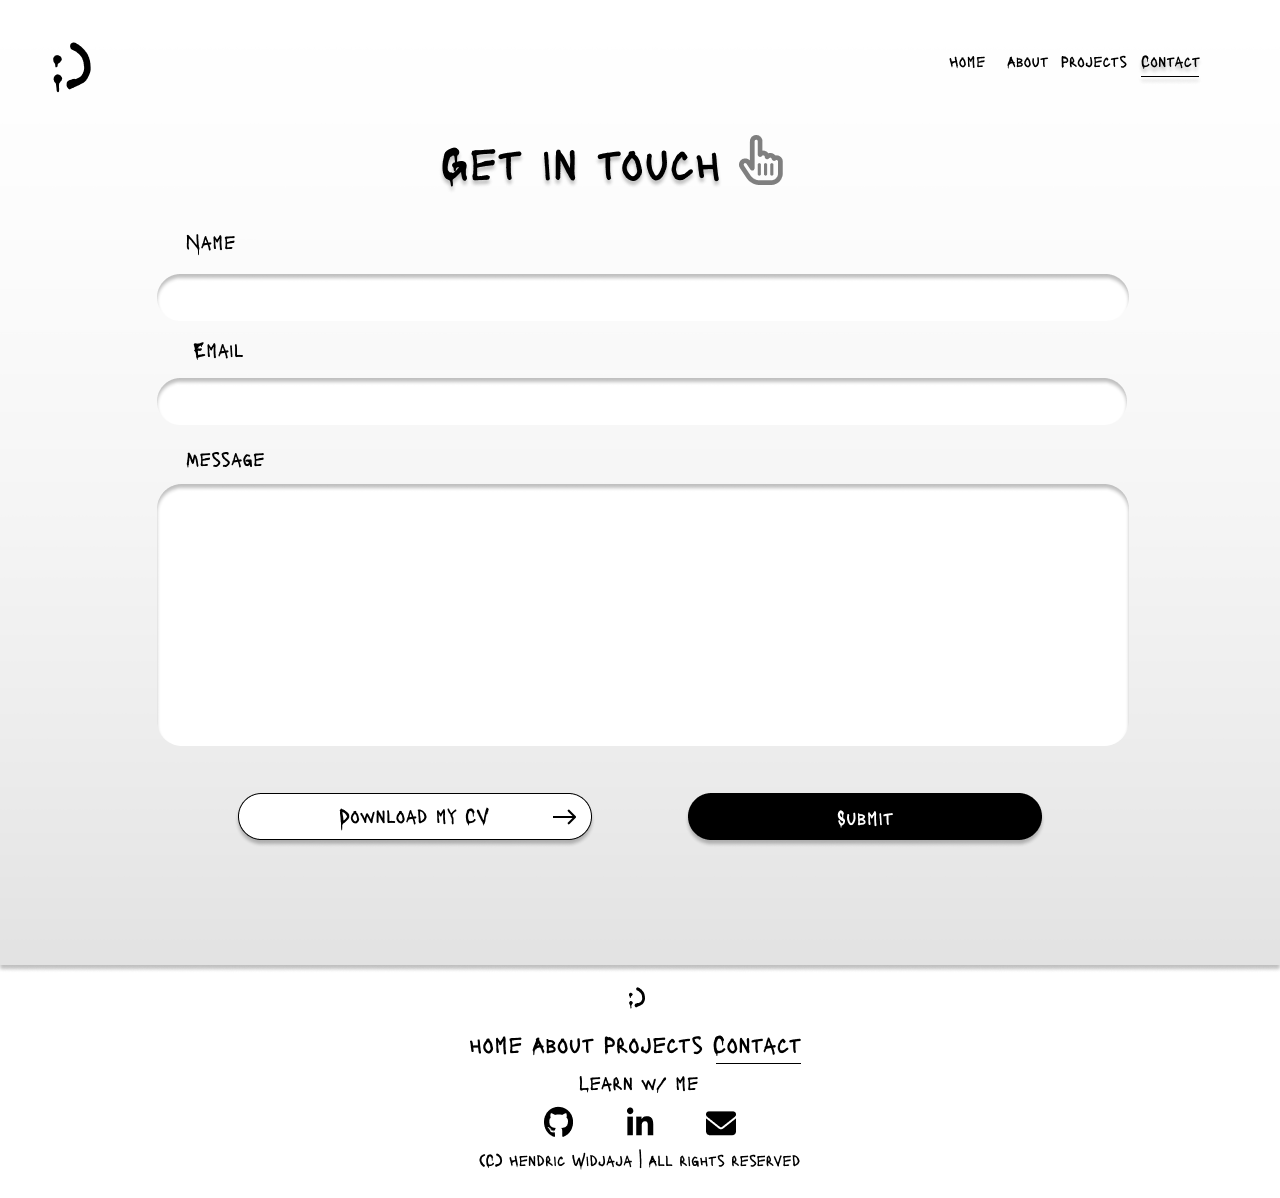 Home About Projects Contact
Get in touch
Name
Email
Message
Download my CV
Submit
Home About Projects Contact
Learn w/ me
(C) Hendric Widjaja | All rights reserved